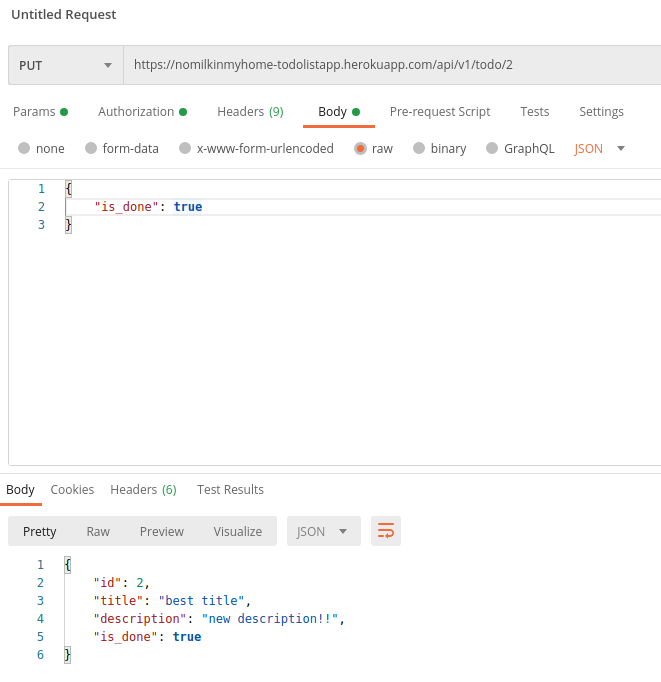 Untitled Request
PUT https://nomilkinmyhome-todolistapp.herokuapp.com/api/v1/todo/2
Params Authorization Headers (9) Body Pre-request Script Tests Settings
none form-data x-www-form-urlencoded raw binary GraphQL JSON
1 {
2 "is_done": true
3 }
Body Cookies Headers (6) Test Results
Pretty Raw Preview Visualize JSON
1 {
2 "id": 2,
3 "title": "best title",
4 "description": "new description!!",
5 "is_done": true
6 }